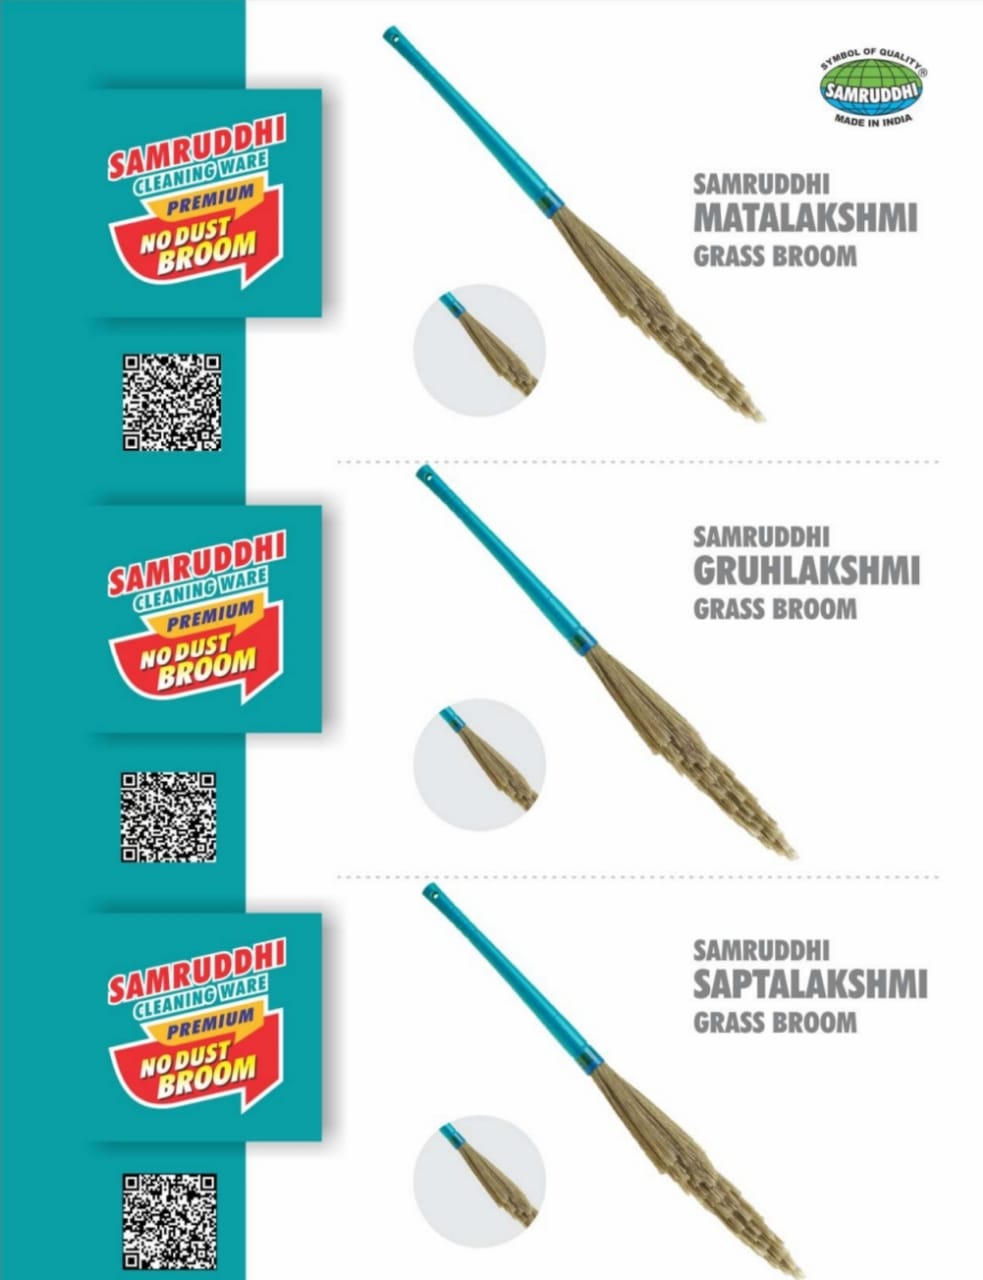 SYMBOL OF QUALITY
®
SAMRUDDHI
MADE IN INDIA
SAMRUDDHI
CLEANING WARE
PREMIUM
NO DUST
BROOM
SAMRUDDHI
MATALAKSHMI
GRASS BROOM
SAMRUDDHI
CLEANING WARE
PREMIUM
NO DUST
BROOM
SAMRUDDHI
GRUHLAKSHMI
GRASS BROOM
SAMRUDDHI
CLEANING WARE
PREMIUM
NO DUST
BROOM
SAMRUDDHI
SAPTALAKSHMI
GRASS BROOM